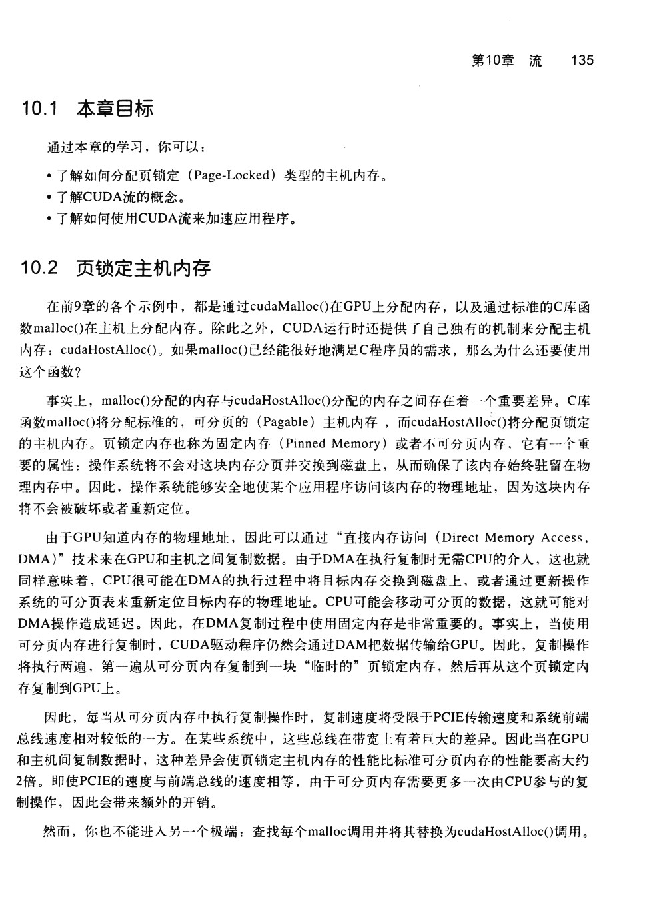 第10章 流 135
10.1 本章目标
通过本章的学习，你可以：
•了解如何分配页锁定（Page-Locked）类型的主机内存。
•了解CUDA流的概念。
•了解如何使用CUDA流来加速应用程序。
10.2 页锁定主机内存
在前9章的各个示例中，都是通过cudaMalloc()在GPU上分配内存，以及通过标准的C库函
数malloc()在主机上分配内存。除此之外，CUDA运行时还提供了自己独有的机制来分配主机
内存：cudaHostAlloc()。如果malloc()已经能很好地满足C程序员的需求，那么为什么还要使用
这个函数？
事实上，malloc()分配的内存与cudaHostAlloc()分配的内存之间存在着一个重要差异。C库
函数malloc()将分配标准的，可分页的（Pagable）主机内存，而cudaHostAlloc()将分配页锁定
的主机内存。页锁定内存也称为固定内存（Pinned Memory）或者不可分页内存，它有一个重
要的属性：操作系统将不会对这块内存分页并交换到磁盘上，从而确保了该内存始终驻留在物
理内存中。因此，操作系统能够安全地使某个应用程序访问该内存的物理地址，因为这块内存
将不会被破坏或者重新定位。
由于GPU知道内存的物理地址，因此可以通过“直接内存访问（Direct Memory Access，
DMA）”技术来在GPU和主机之间复制数据。由于DMA在执行复制时无需CPU的介入，这也就
同样意味着，CPU很可能在DMA的执行过程中将目标内存交换到磁盘上，或者通过更新操作
系统的可分页表来重新定位目标内存的物理地址。CPU可能会移动可分页的数据，这就可能对
DMA操作造成延迟。因此，在DMA复制过程中使用固定内存是非常重要的。事实上，当使用
可分页内存进行复制时，CUDA驱动程序仍然会通过DAM把数据传输给GPU。因此，复制操作
将执行两遍，第一遍从可分页内存复制到一块“临时的”页锁定内存，然后再从这个页锁定内
存复制到GPU上。
因此，每当从可分页内存中执行复制操作时，复制速度将受限于PCIE传输速度和系统前端
总线速度相对较低的一方。在某些系统中，这些总线在带宽上有着巨大的差异。因此当在GPU
和主机间复制数据时，这种差异会使页锁定主机内存的性能比标准可分页内存的性能要高大约
2倍。即使PCIE的速度与前端总线的速度相等，由于可分页内存需要更多一次由CPU参与的复
制操作，因此会带来额外的开销。
然而，你也不能进入另一个极端：查找每个malloc调用并将其替换为cudaHostAlloc()调用。